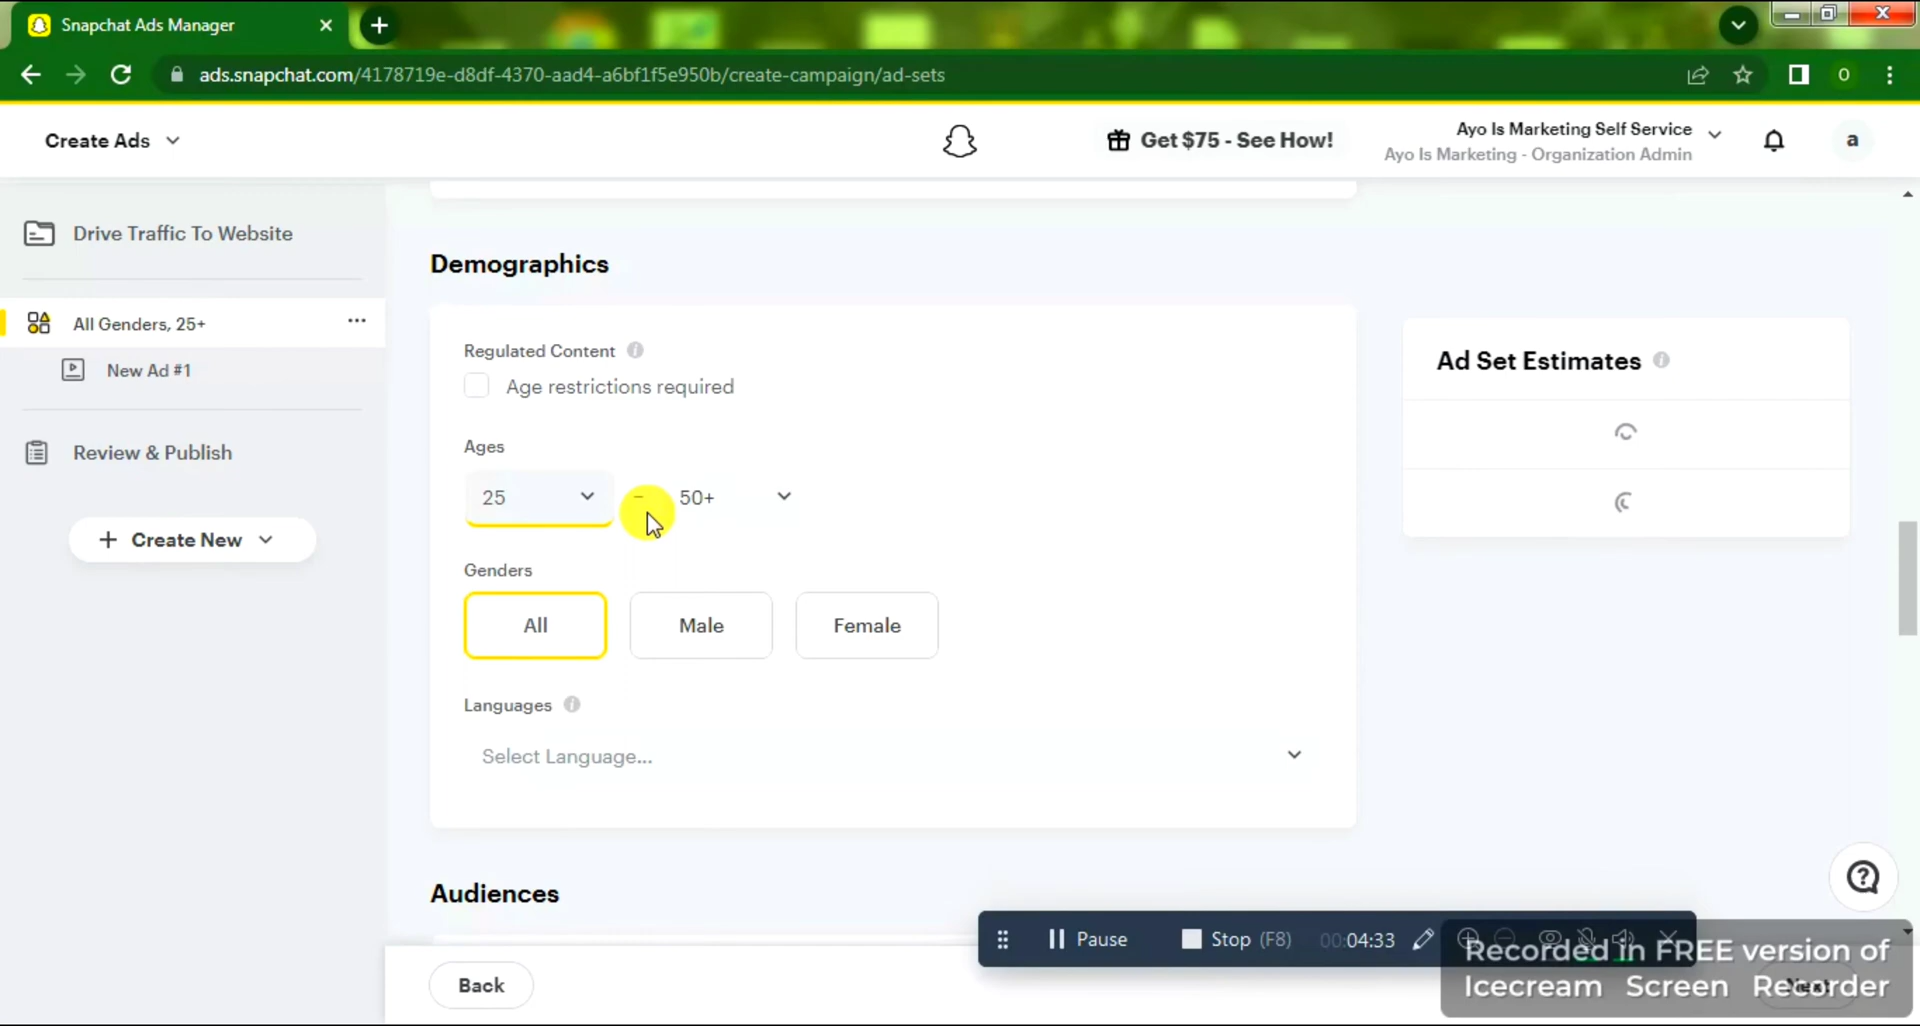 Snapchat Ads Manager
ads.snapchat.com/4178719e-d8df-4370-aad4-a6bf1f5e950b/create-campaign/ad-sets
0
Create Ads
Get $75 - See How!
Ayo Is Marketing Self Service
Ayo Is Marketing - Organization Admin
a
Drive Traffic To Website
All Genders, 25+
New Ad #1
Review & Publish
+ Create New
Demographics
Regulated Content
Age restrictions required
Ages
25
–
50+
Genders
All
Male
Female
Languages
Select Language...
Ad Set Estimates
Audiences
Pause
Stop (F8)
00:04:33
Back
Next
Recorded in FREE version of
Icecream Screen Recorder